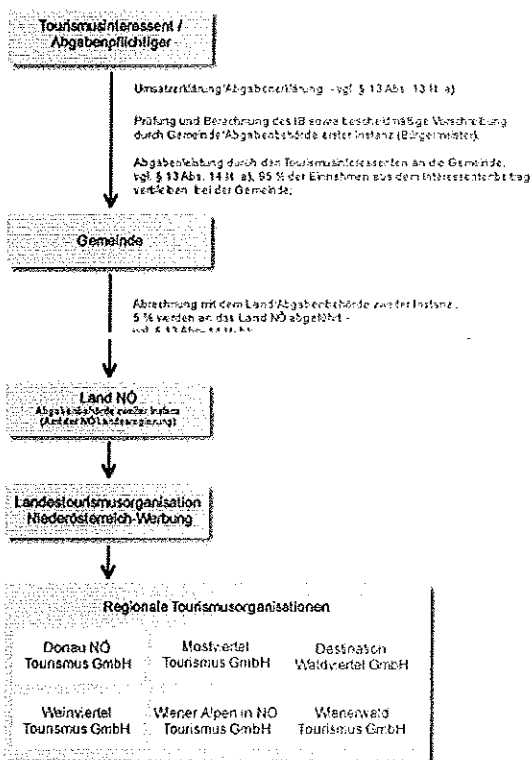 Tourismusinteressent /
Abgabenpflichtiger
Umsatzerklärung/Abgabenerklärung - vgl. § 13 Abs. 13 lit. a)
Prüfung und Berechnung des IB sowie bescheidmäßige Vorschreibung
durch Gemeinde/Abgabenbehörde erster Instanz (Bürgermeister).
Abgabenleistung durch den Tourismusinteressenten an die Gemeinde,
vgl. § 13 Abs. 14 lit. a), 95 % der Einnahmen aus dem Interessentenbeitrag
verbleiben bei der Gemeinde;
Gemeinde
Abrechnung mit dem Land/Abgabenbehörde zweiter Instanz,
5 % werden an das Land NÖ abgeführt -
vgl. § 13 Abs.
Land NÖ
Abgabenbehörde zweiter Instanz
(Amt der NÖ Landesregierung)
Landestourismusorganisation
Niederösterreich-Werbung
Regionale Tourismusorganisationen
Donau NÖ
Tourismus GmbH
Mostviertel
Tourismus GmbH
Destination
Waldviertel GmbH
Weinviertel
Tourismus GmbH
Wiener Alpen in NÖ
Tourismus GmbH
Wienerwald
Tourismus GmbH